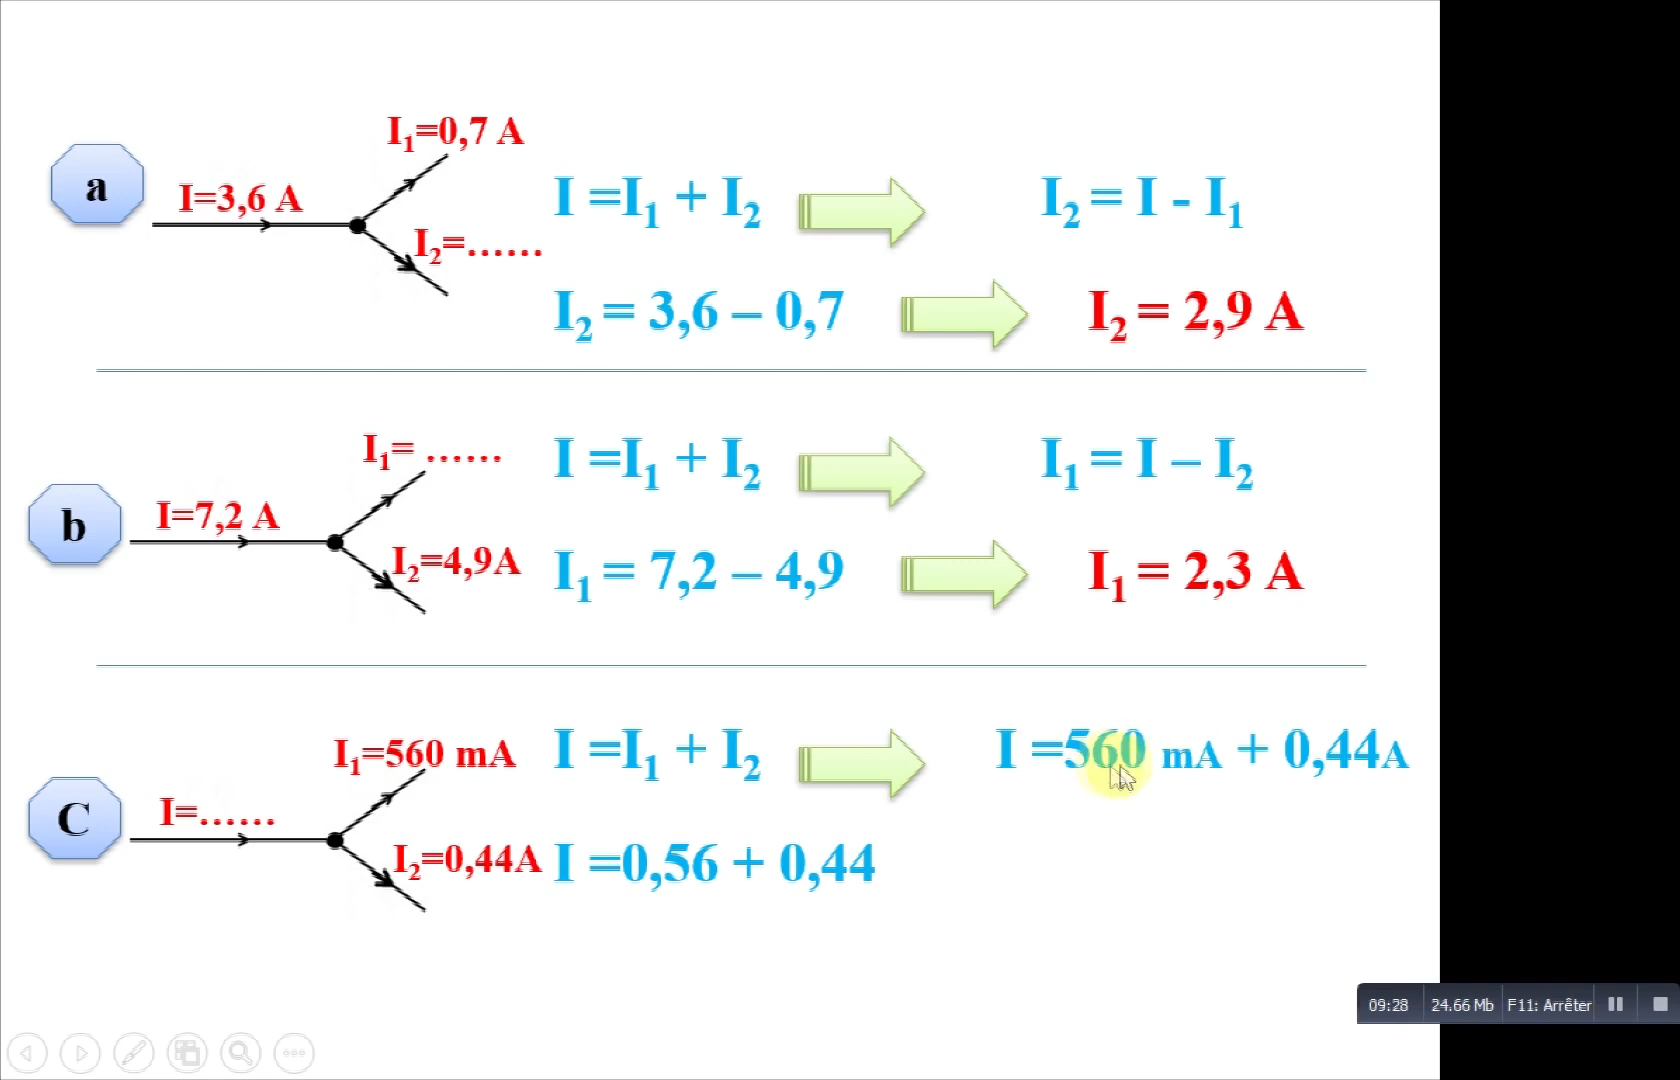 a
I₁=0,7 A
I=3,6 A
I₂=......
I =I₁ + I₂
I₂ = I - I₁
I₂ = 3,6 – 0,7
I₂ = 2,9 A
b
I₁= ......
I=7,2 A
I₂=4,9A
I =I₁ + I₂
I₁ = I – I₂
I₁ = 7,2 – 4,9
I₁ = 2,3 A
C
I₁=560 mA
I=......
I₂=0,44A
I =I₁ + I₂
I =560 mA + 0,44A
I =0,56 + 0,44
09:28 24.66 Mb F11: Arrêter